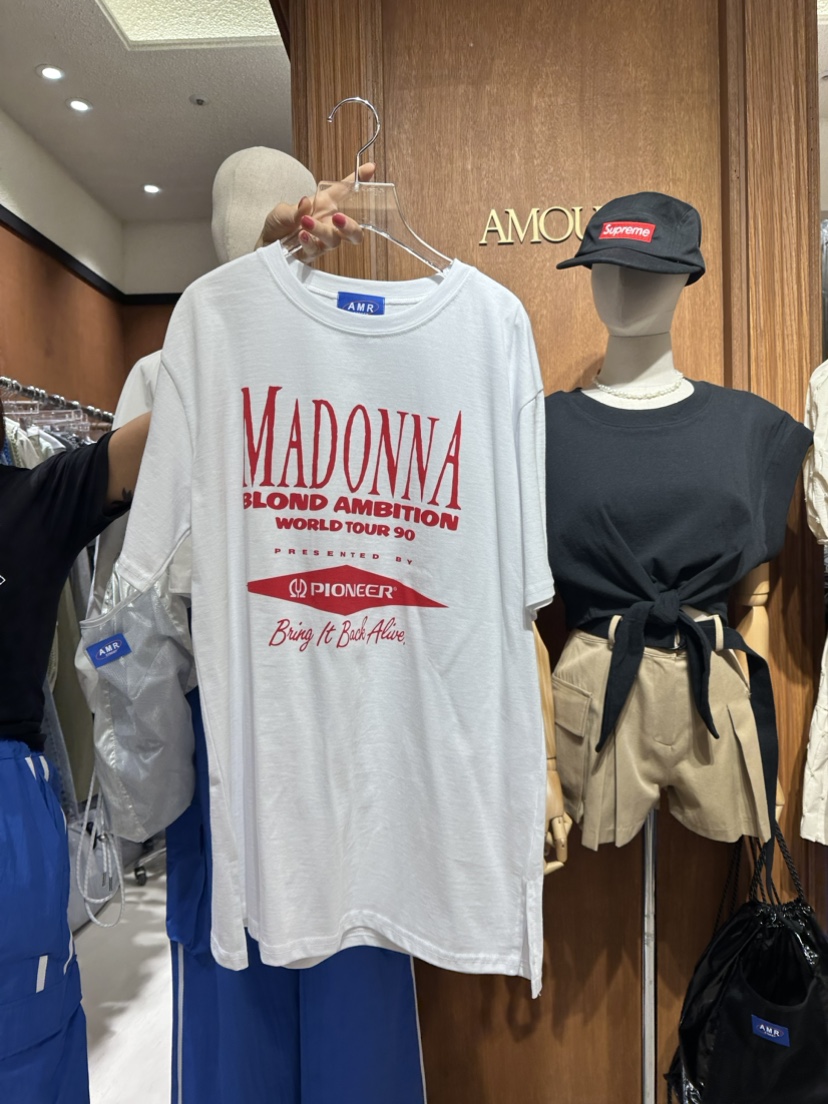 AMOU
Supreme
AMR
MADONNA
BLOND AMBITION
WORLD TOUR 90
PRESENTED BY
PIONEER®
Bring It Back Alive.
AMR
AMR